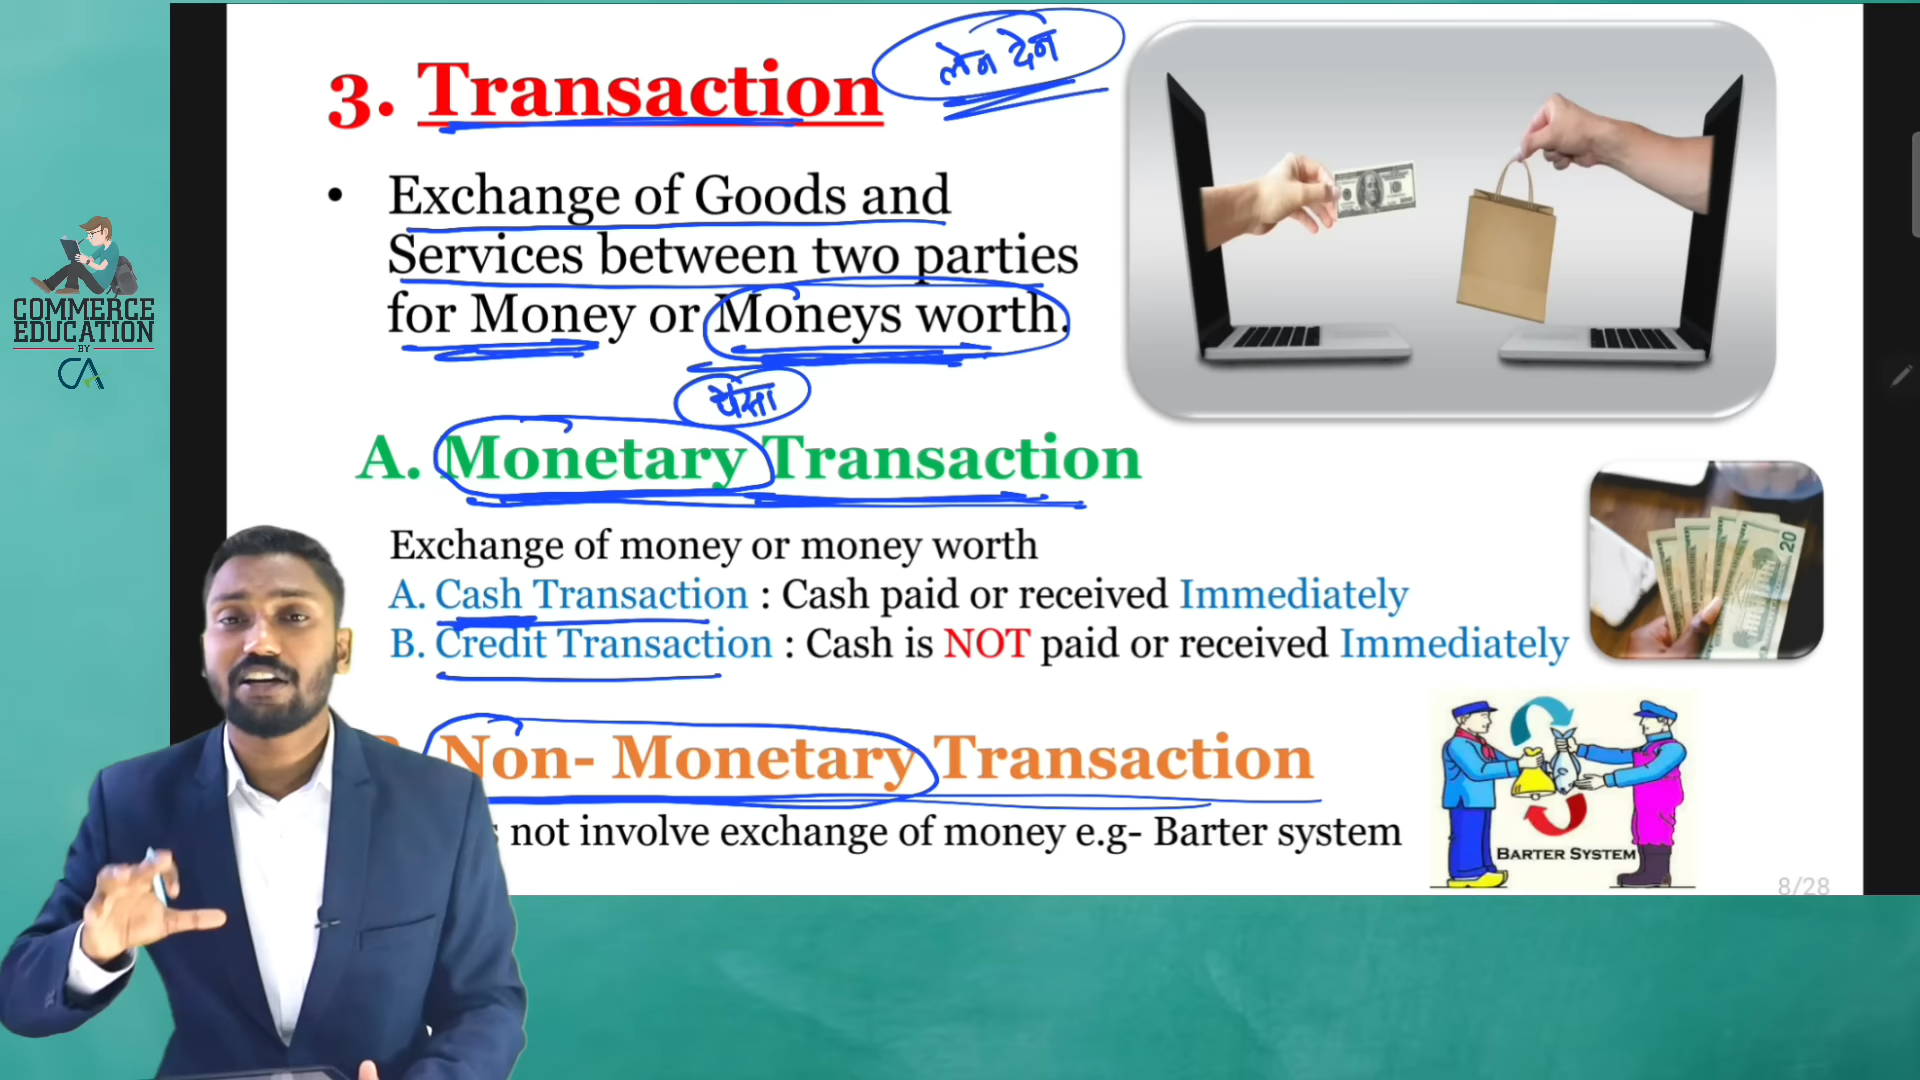 3. Transaction लेन देन
• Exchange of Goods and
Services between two parties
for Money or Moneys worth.
पैसा
A. Monetary Transaction
Exchange of money or money worth
A. Cash Transaction : Cash paid or received Immediately
B. Credit Transaction : Cash is NOT paid or received Immediately
Non- Monetary Transaction
not involve exchange of money e.g- Barter system
BARTER SYSTEM
8/28
COMMERCE
EDUCATION
BY
CA
20